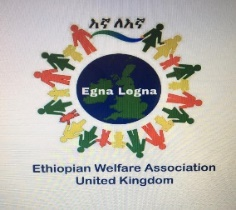 እኛ ለእኛ
Egna Legna
Ethiopian Welfare Association
United Kingdom